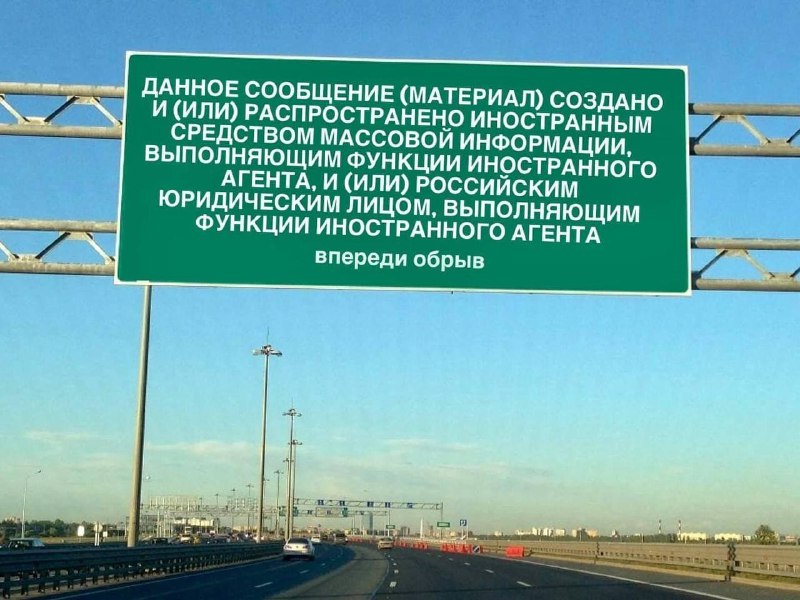 ДАННОЕ СООБЩЕНИЕ (МАТЕРИАЛ) СОЗДАНО
И (ИЛИ) РАСПРОСТРАНЕНО ИНОСТРАННЫМ
СРЕДСТВОМ МАССОВОЙ ИНФОРМАЦИИ,
ВЫПОЛНЯЮЩИМ ФУНКЦИИ ИНОСТРАННОГО
АГЕНТА, И (ИЛИ) РОССИЙСКИМ
ЮРИДИЧЕСКИМ ЛИЦОМ, ВЫПОЛНЯЮЩИМ
ФУНКЦИИ ИНОСТРАННОГО АГЕНТА
впереди обрыв